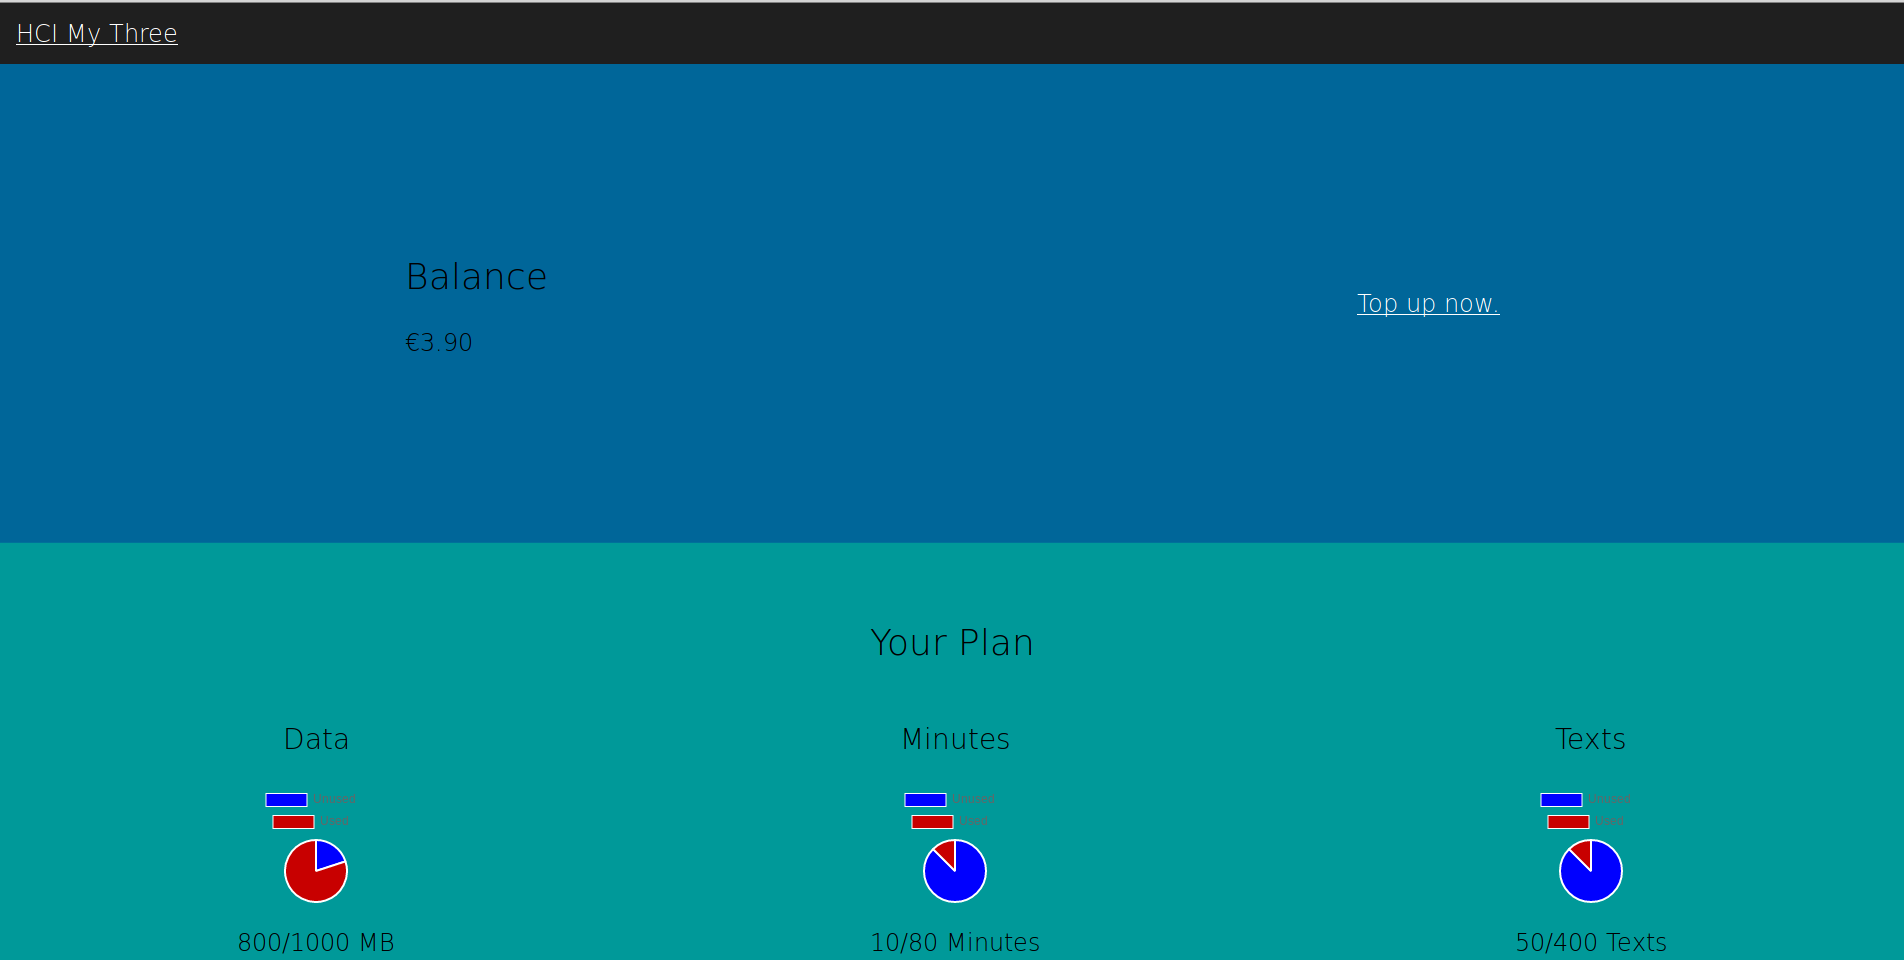 HCI My Three
Balance
€3.90
Top up now.
Your Plan
Data
Minutes
Texts
Unused
Used
Unused
Used
Unused
Used
800/1000 MB
10/80 Minutes
50/400 Texts